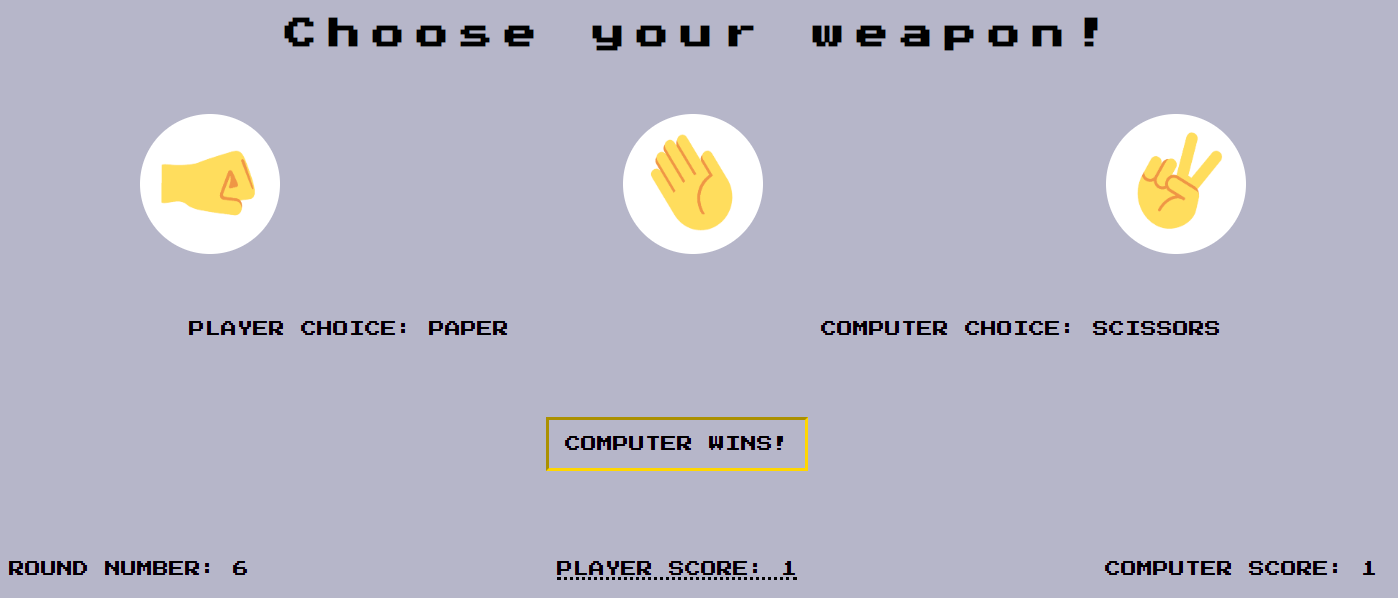 Choose your weapon!
PLAYER CHOICE: PAPER
COMPUTER CHOICE: SCISSORS
COMPUTER WINS!
ROUND NUMBER: 6
PLAYER SCORE: 1
COMPUTER SCORE: 1